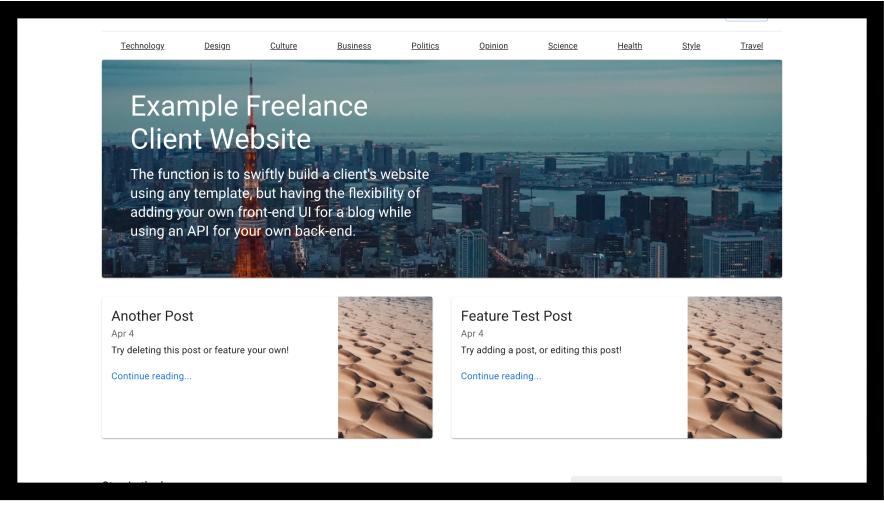 Technology Design Culture Business Politics Opinion Science Health Style Travel
Example Freelance
Client Website
The function is to swiftly build a client's website
using any template, but having the flexibility of
adding your own front-end UI for a blog while
using an API for your own back-end.
Another Post
Apr 4
Try deleting this post or feature your own!
Continue reading...
Feature Test Post
Apr 4
Try adding a post, or editing this post!
Continue reading...